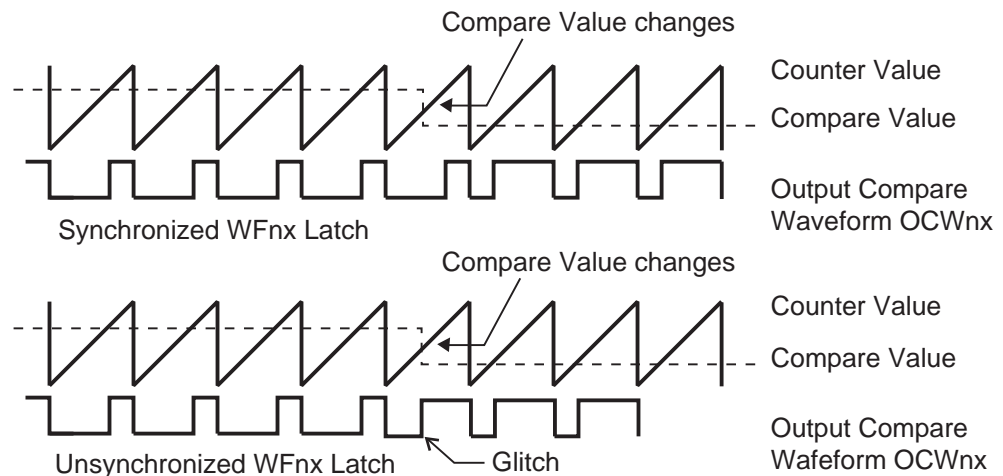 Compare Value changes
Counter Value
Compare Value
Output Compare
Waveform OCWnx
Synchronized WFnx Latch
Compare Value changes
Counter Value
Compare Value
Output Compare
Wafeform OCWnx
Unsynchronized WFnx Latch
Glitch